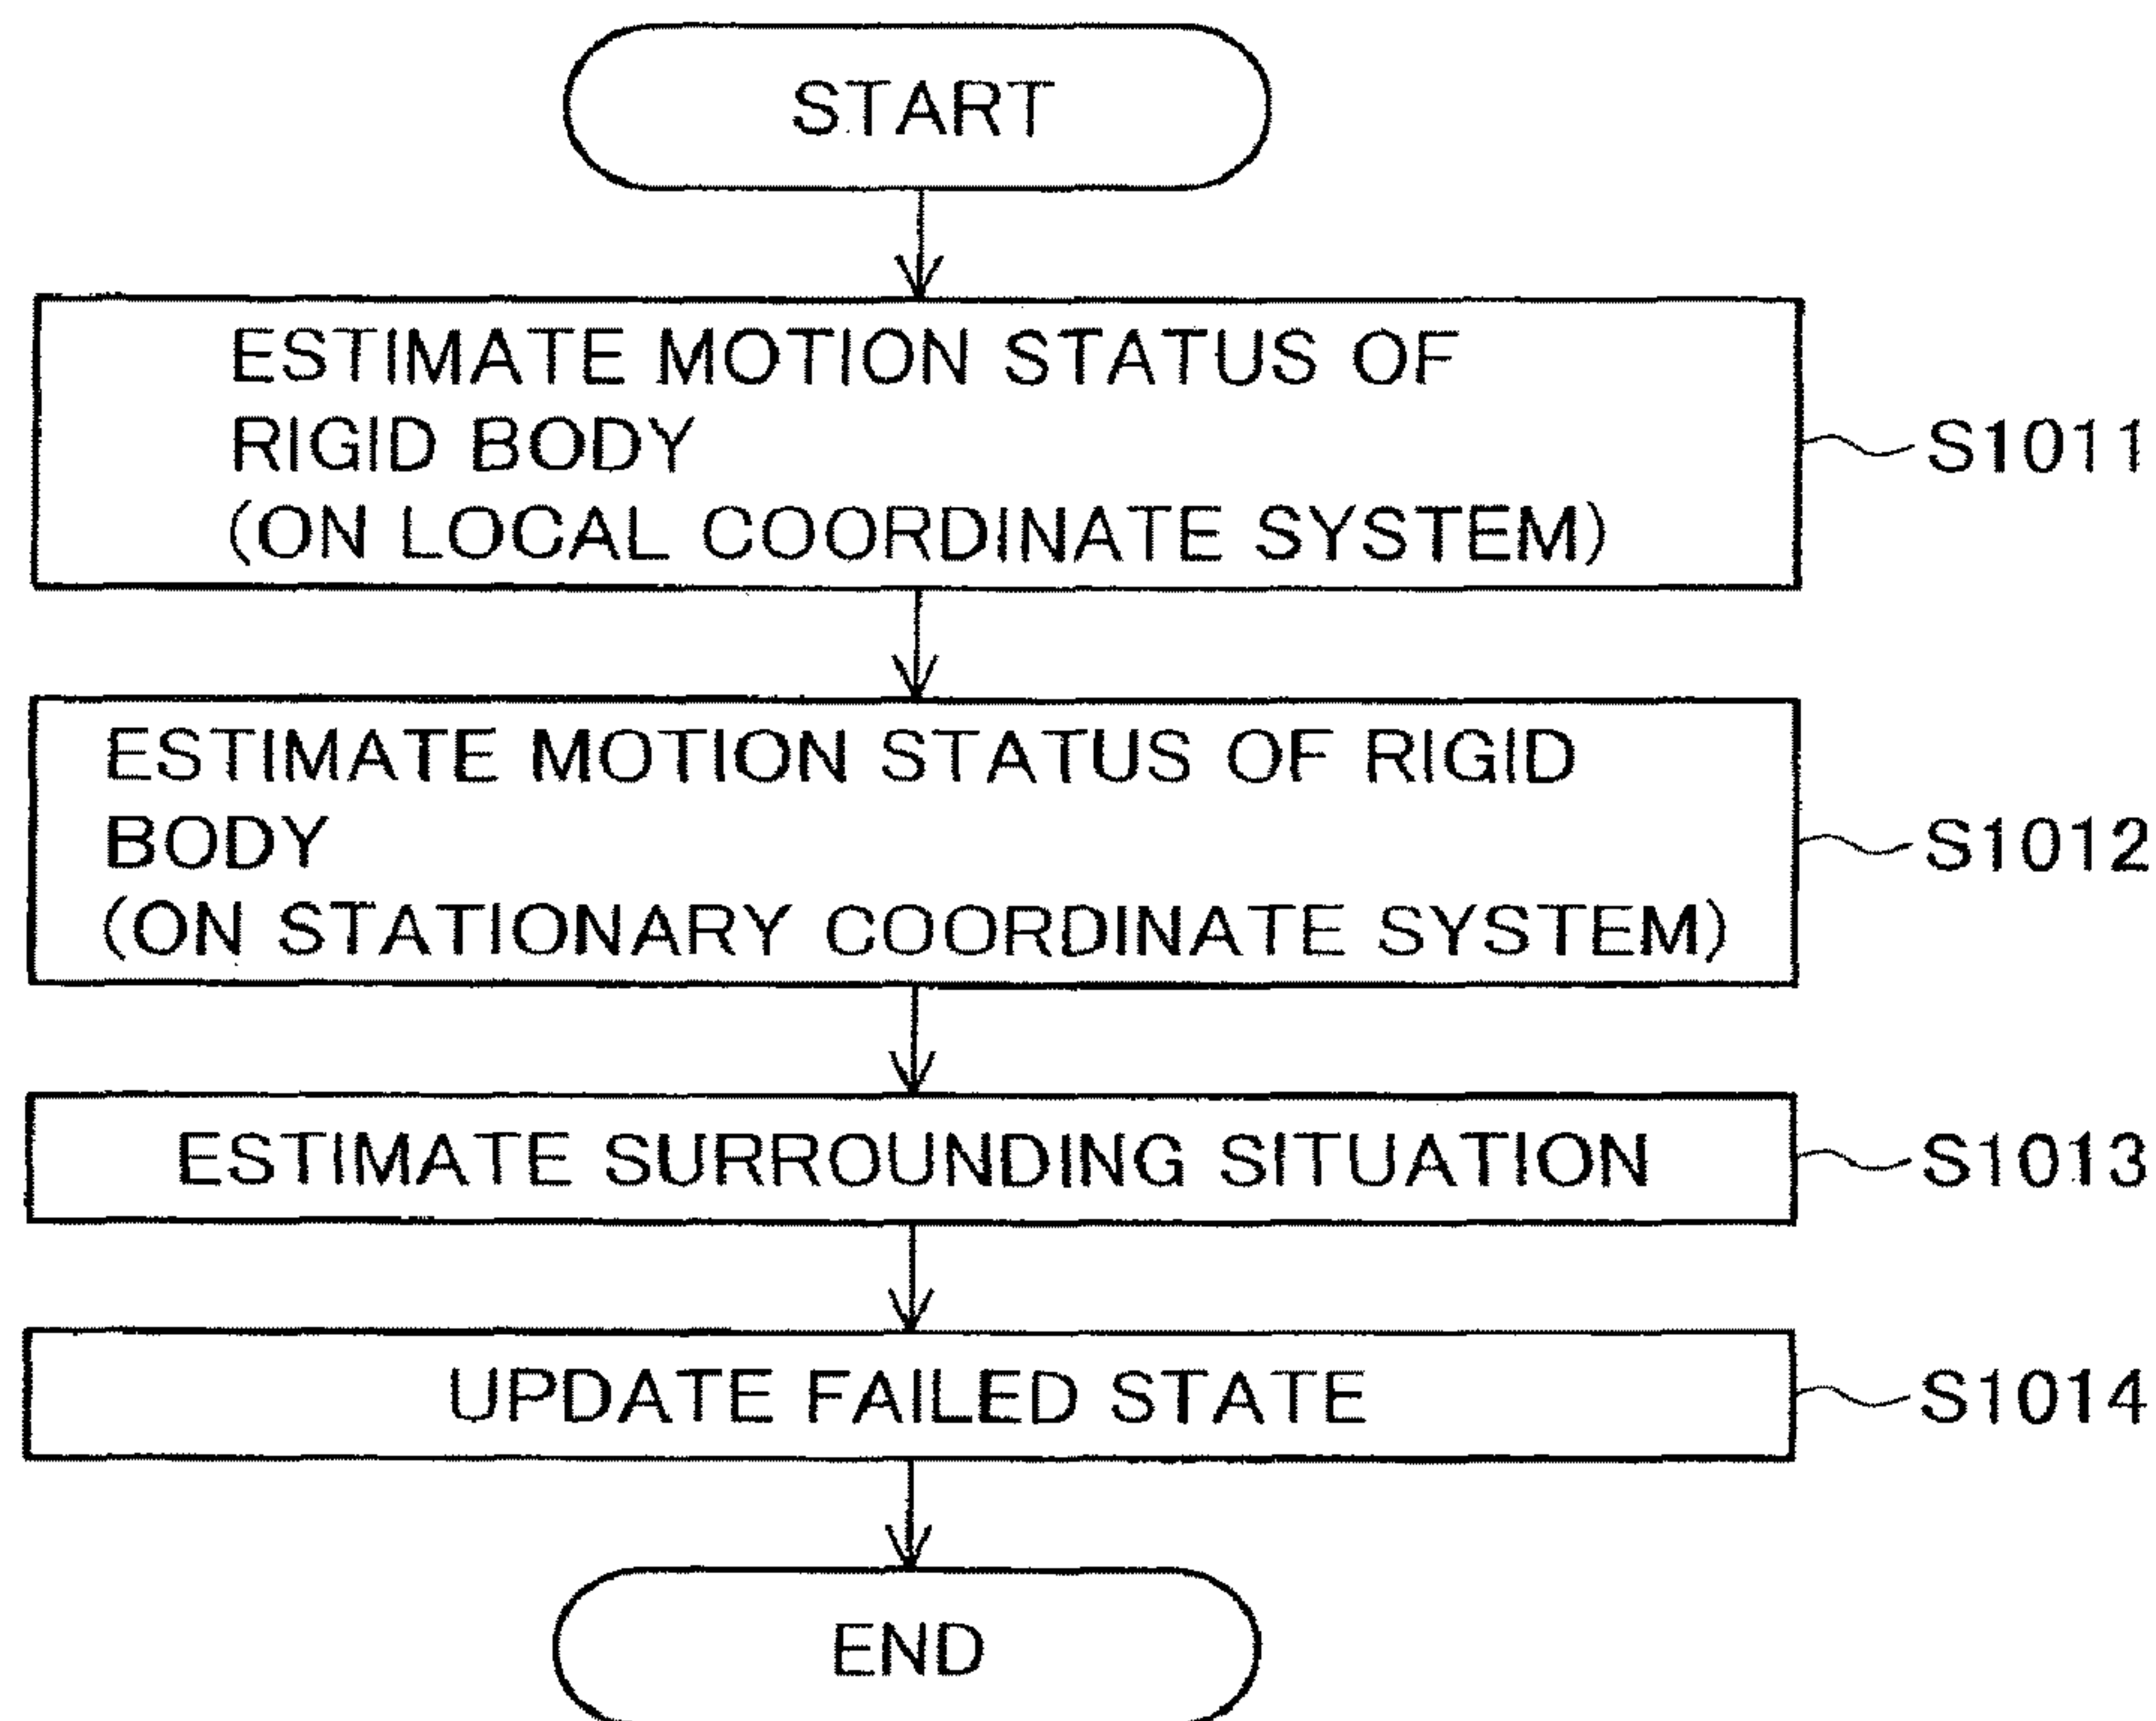 START
ESTIMATE MOTION STATUS OF
RIGID BODY
(ON LOCAL COORDINATE SYSTEM)
S1011
ESTIMATE MOTION STATUS OF RIGID
BODY
(ON STATIONARY COORDINATE SYSTEM)
S1012
ESTIMATE SURROUNDING SITUATION
S1013
UPDATE FAILED STATE
S1014
END